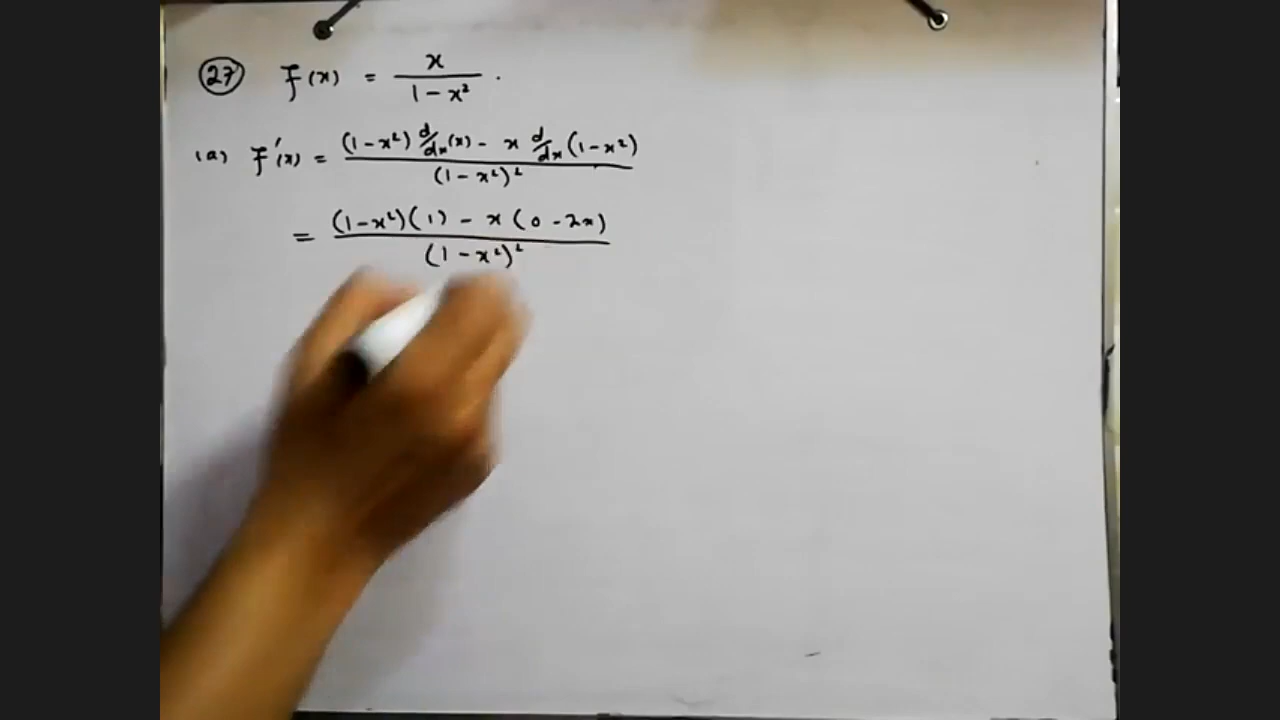 27 f(x) = x / (1 - x²) .
(a) f'(x) = ((1-x²) d/dx (x) - x d/dx (1-x²)) / (1-x²)²
= ((1-x²)(1) - x(0-2x)) / (1-x²)²